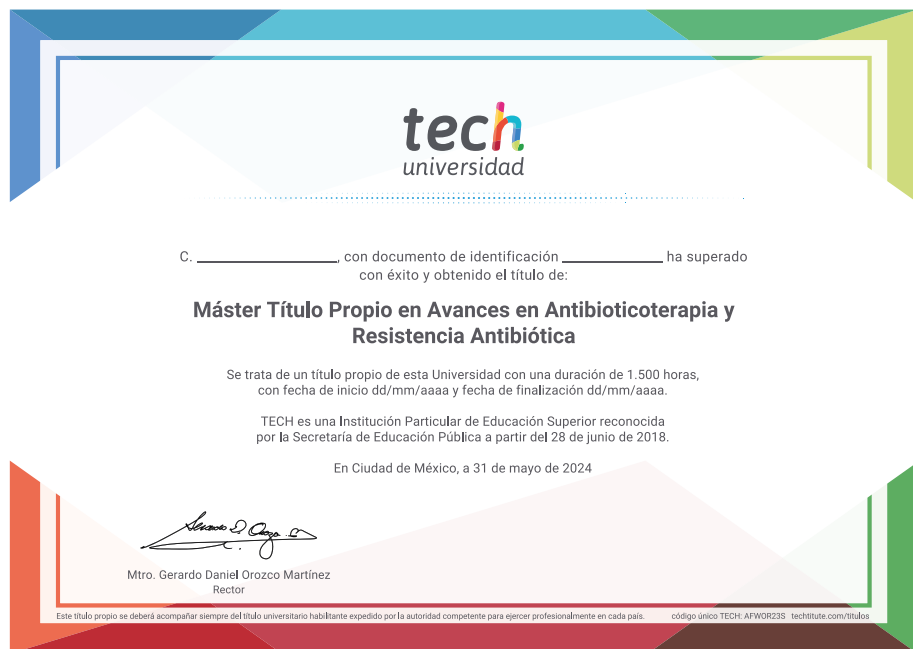 tech
universidad
C. ____________________, con documento de identificación ______________ ha superado
con éxito y obtenido el título de:
Máster Título Propio en Avances en Antibioticoterapia y
Resistencia Antibiótica
Se trata de un título propio de esta Universidad con una duración de 1.500 horas,
con fecha de inicio dd/mm/aaaa y fecha de finalización dd/mm/aaaa.
TECH es una Institución Particular de Educación Superior reconocida
por la Secretaría de Educación Pública a partir del 28 de junio de 2018.
En Ciudad de México, a 31 de mayo de 2024
Mtro. Gerardo Daniel Orozco Martínez
Rector
Este título propio se deberá acompañar siempre del título universitario habilitante expedido por la autoridad competente para ejercer profesionalmente en cada país. código único TECH: AFWOR23S techtitute.com/titulos